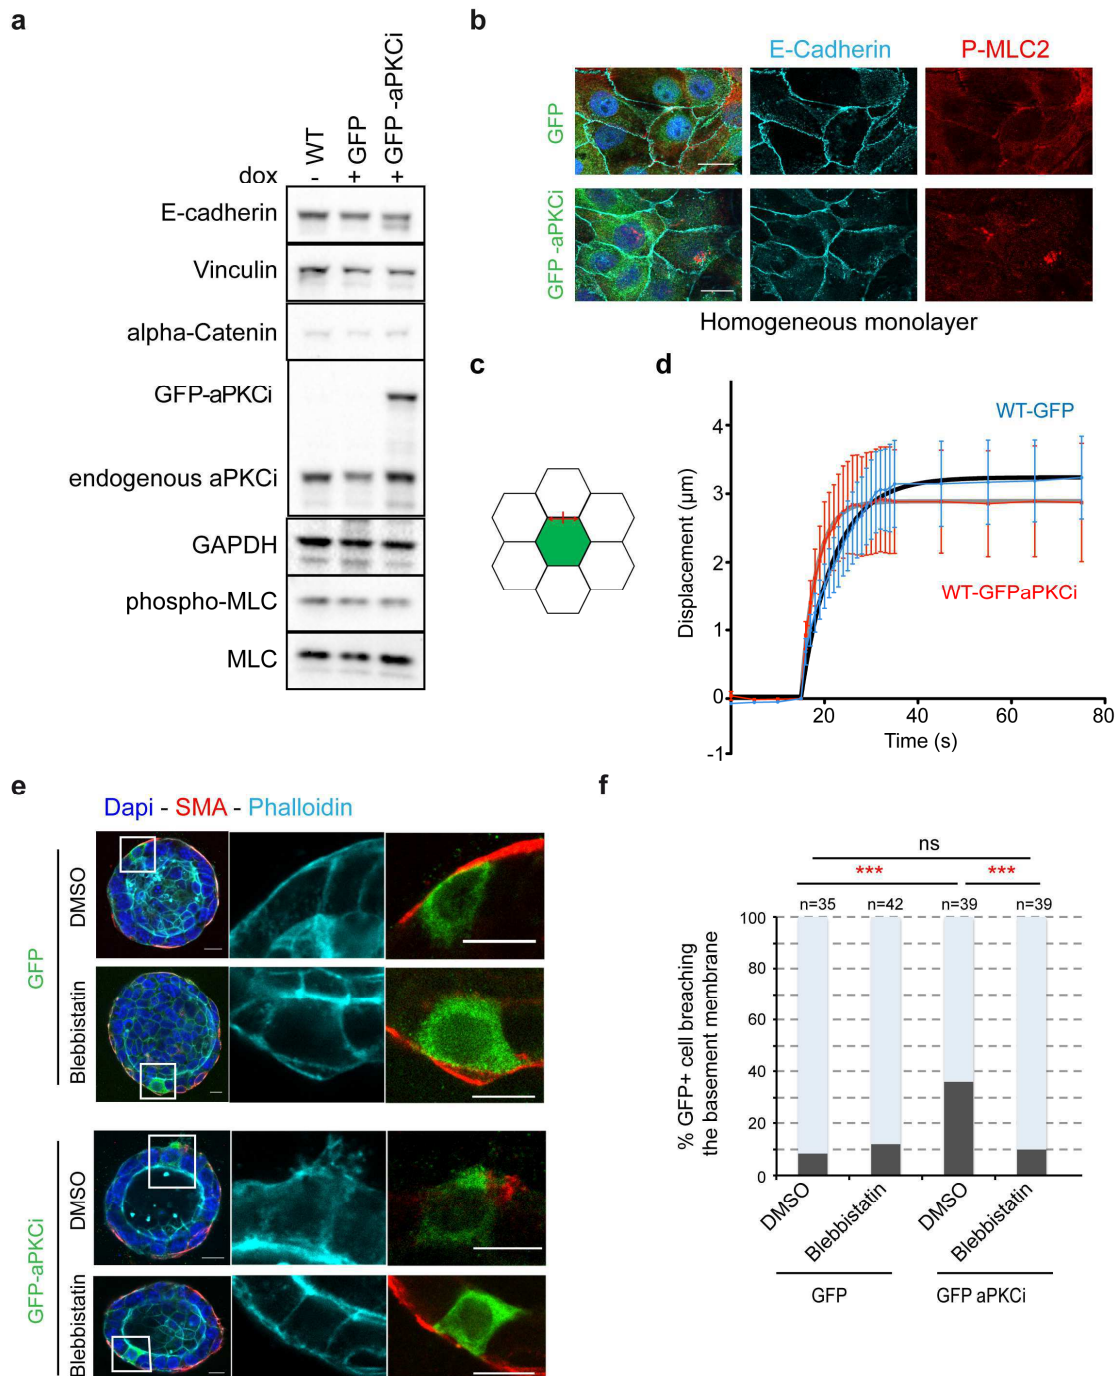 a
WT
GFP
GFP -aPKCi
dox
-
+
+
E-cadherin
Vinculin
alpha-Catenin
GFP-aPKCi
endogenous aPKCi
GAPDH
phospho-MLC
MLC
b
E-Cadherin
P-MLC2
GFP
GFP -aPKCi
Homogeneous monolayer
c
d
WT-GFP
WT-GFPaPKCi
Displacement (µm)
4
3
2
1
0
-1
20
40
60
80
Time (s)
e
Dapi - SMA - Phalloidin
GFP
DMSO
Blebbistatin
GFP-aPKCi
DMSO
Blebbistatin
f
ns
***
***
n=35
n=42
n=39
n=39
% GFP+ cell breaching
the basement membrane
100
80
60
40
20
0
DMSO
Blebbistatin
DMSO
Blebbistatin
GFP
GFP aPKCi